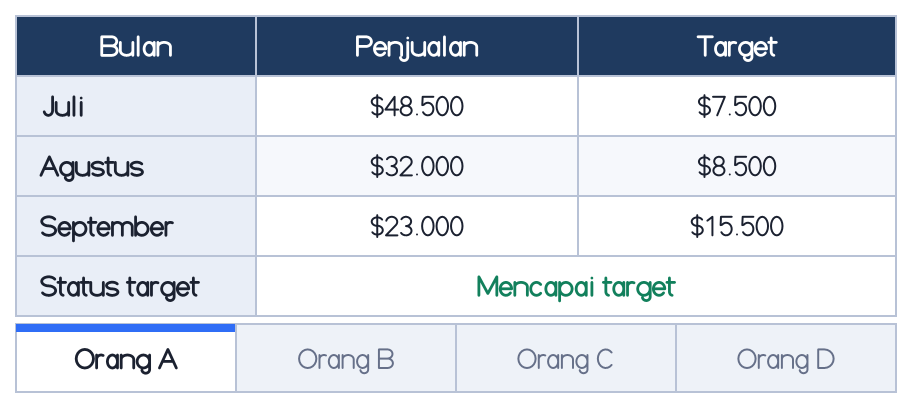 Bulan Penjualan Target
Juli $48.500 $7.500
Agustus $32.000 $8.500
September $23.000 $15.500
Status target Mencapai target
Orang A Orang B Orang C Orang D